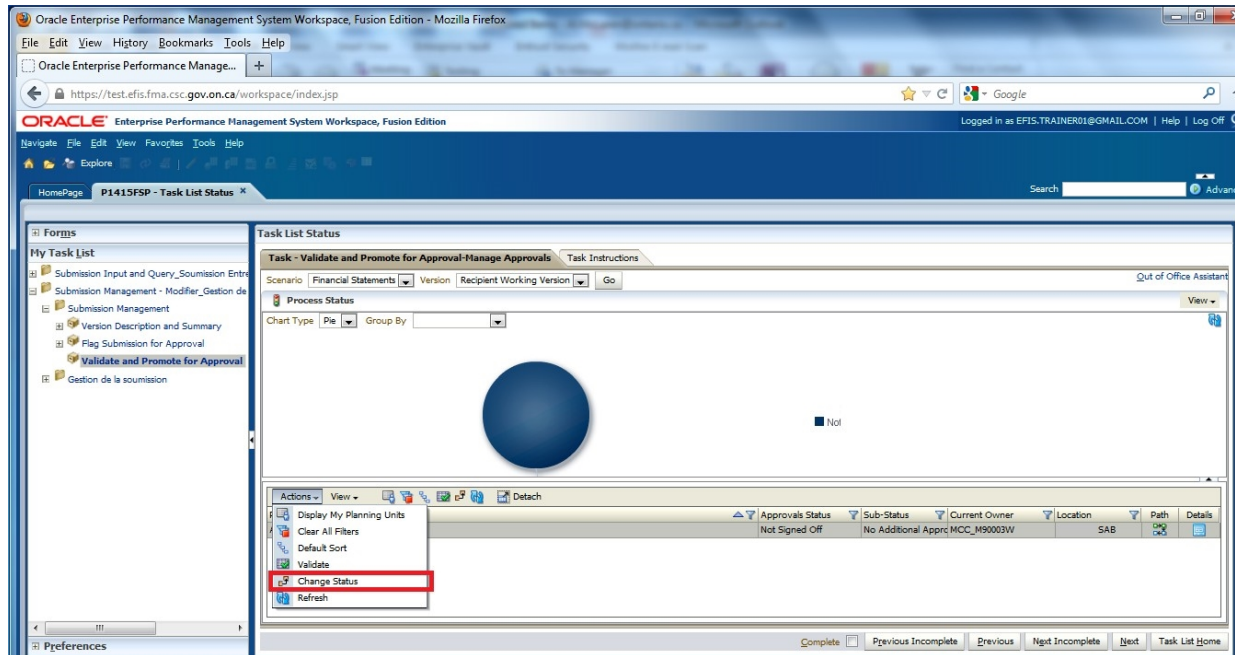 Oracle Enterprise Performance Management System Workspace, Fusion Edition - Mozilla Firefox
File Edit View History Bookmarks Tools Help
Oracle Enterprise Performance Manage... +
https://test.efis.fma.csc.gov.on.ca/workspace/index.jsp Google
ORACLE Enterprise Performance Management System Workspace, Fusion Edition Logged in as EFIS.TRAINER01@GMAIL.COM | Help | Log Off
Navigate File Edit View Favorites Tools Help
Explore
HomePage P1415FSP - Task List Status × Search Advan
Forms Task List Status
My Task List Task - Validate and Promote for Approval-Manage Approvals Task Instructions
Submission Input and Query_Soumission Entre Scenario Financial Statements Version Recipient Working Version Go Out of Office Assistant
Submission Management - Modifier_Gestion de Process Status View
Submission Management Chart Type Pie Group By
Version Description and Summary
Flag Submission for Approval
Validate and Promote for Approval
Gestion de la soumission
Not
Actions View Detach
Approvals Status Sub-Status Current Owner Location Path Details
Display My Planning Units Not Signed Off No Additional Appro MCC_M90003W SAB
Clear All Filters
Default Sort
Validate
Change Status
Refresh
Preferences Complete Previous Incomplete Previous Next Incomplete Next Task List Home